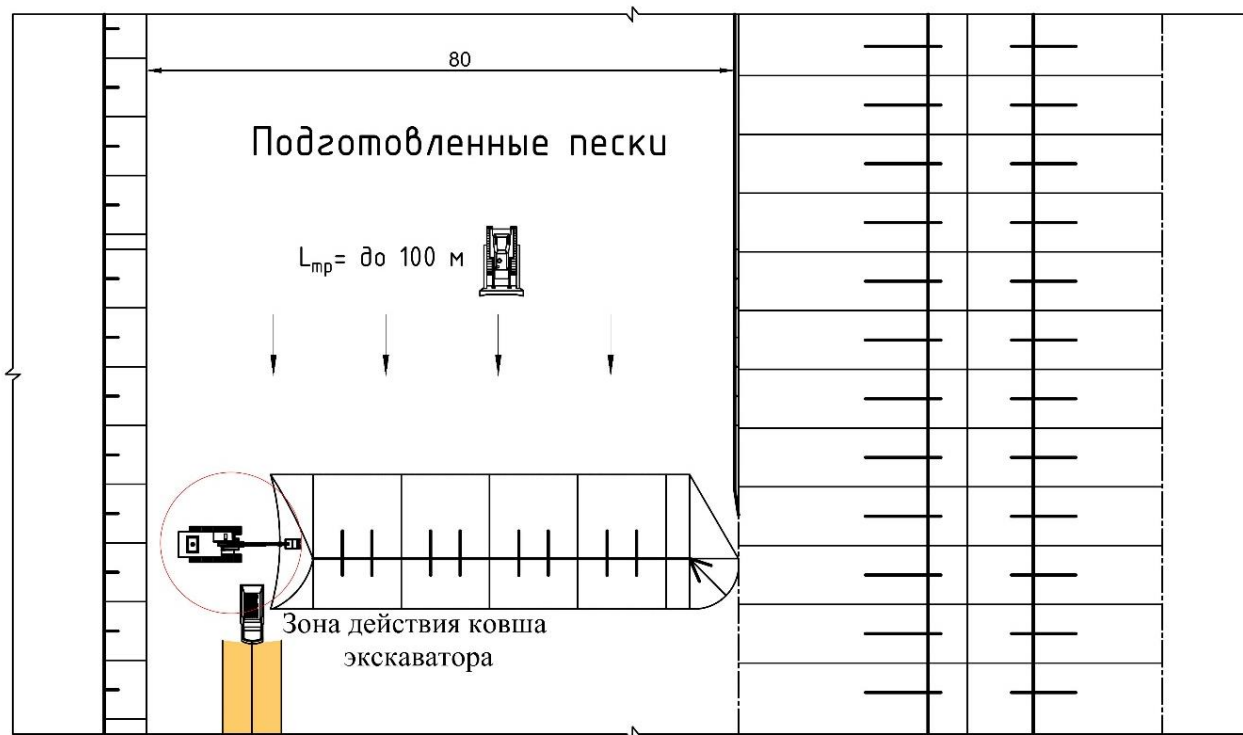 80
Подготовленные пески
Lтр= до 100 м
Зона действия ковша
экскаватора